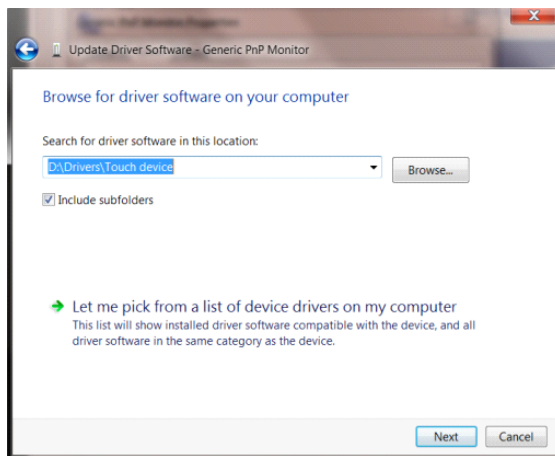 Update Driver Software - Generic PnP Monitor
Browse for driver software on your computer
Search for driver software in this location:
D:\Drivers\Touch device
Browse...
Include subfolders
Let me pick from a list of device drivers on my computer
This list will show installed driver software compatible with the device, and all
driver software in the same category as the device.
Next
Cancel